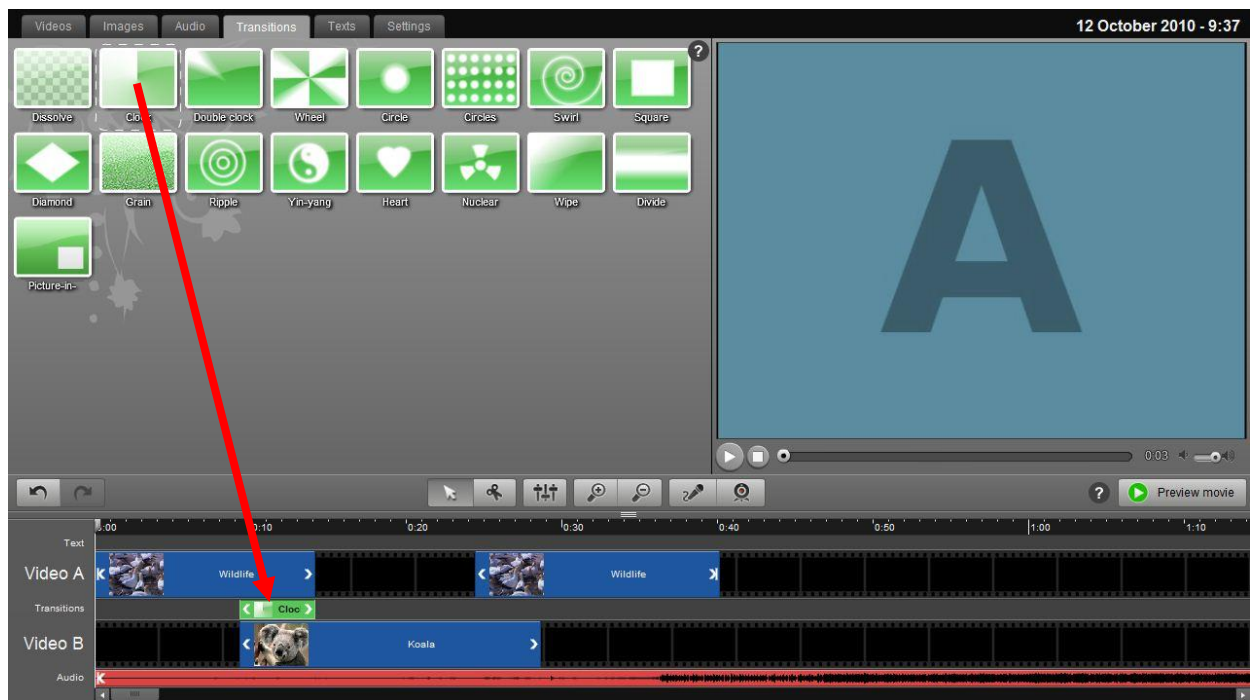 Videos Images Audio Transitions Texts Settings 12 October 2010 - 9:37
?
Dissolve Clock Double clock Wheel Circle Circles Swirl Square
Diamond Grain Ripple Yin-yang Heart Nuclear Wipe Divide
Picture-in-
A
0:03
? Preview movie
0:10 0:20 0:30 0:40 0:50 1:00 1:10
Text
Video A Wildlife Wildlife
Transitions Cloc
Video B Koala
Audio